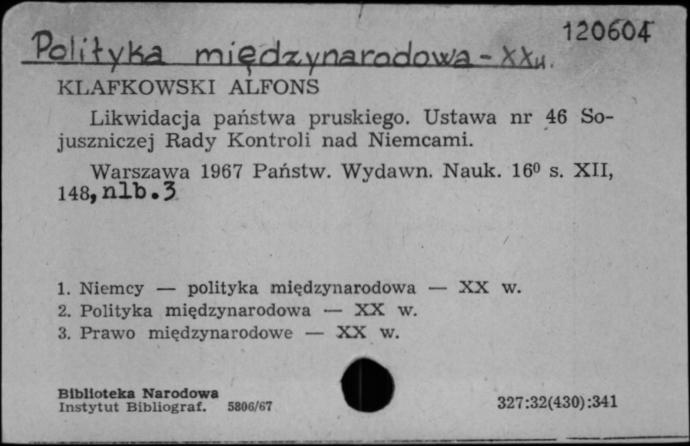 120604
Polityka międzynarodowa - XX w.
KLAFKOWSKI ALFONS
Likwidacja państwa pruskiego. Ustawa nr 46 So-
juszniczej Rady Kontroli nad Niemcami.
Warszawa 1967 Państw. Wydawn. Nauk. 16⁰ s. XII,
148, nlb. 3
1. Niemcy — polityka międzynarodowa — XX w.
2. Polityka międzynarodowa — XX w.
3. Prawo międzynarodowe — XX w.
Biblioteka Narodowa
Instytut Bibliograf. 5806/67
327:32(430):341